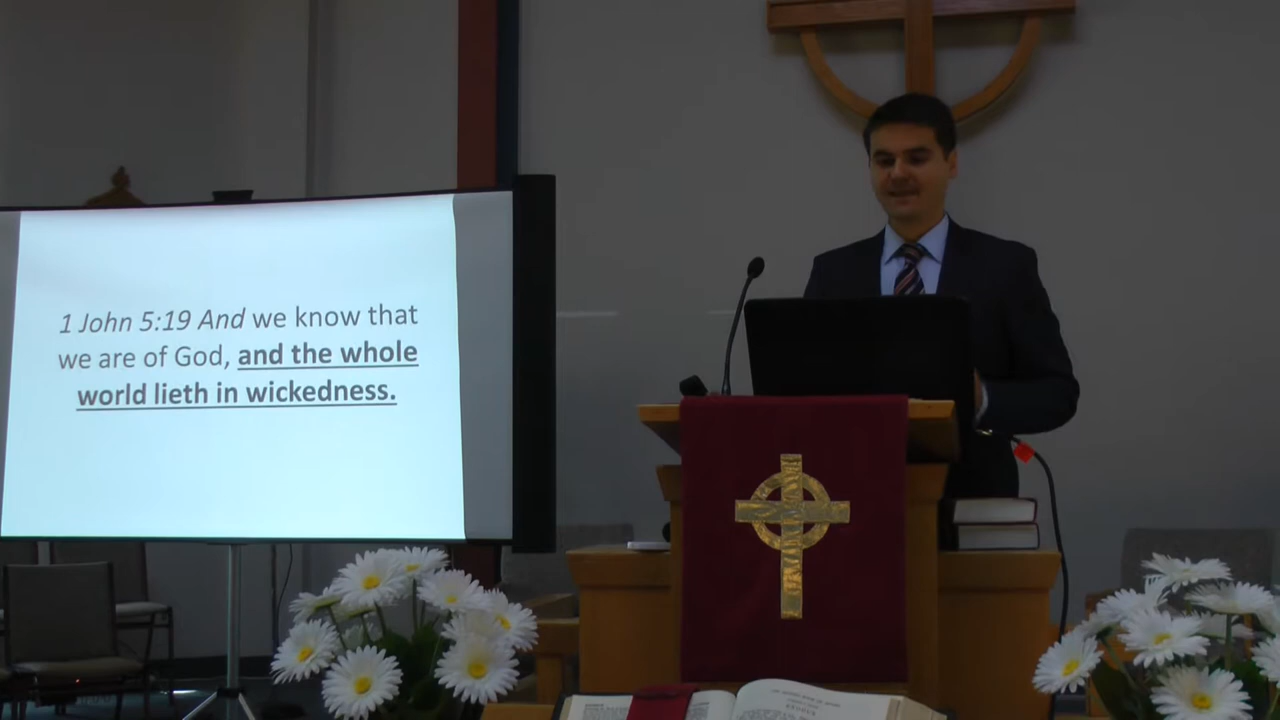 1 John 5:19 And we know that
we are of God, and the whole
world lieth in wickedness.
EXODUS